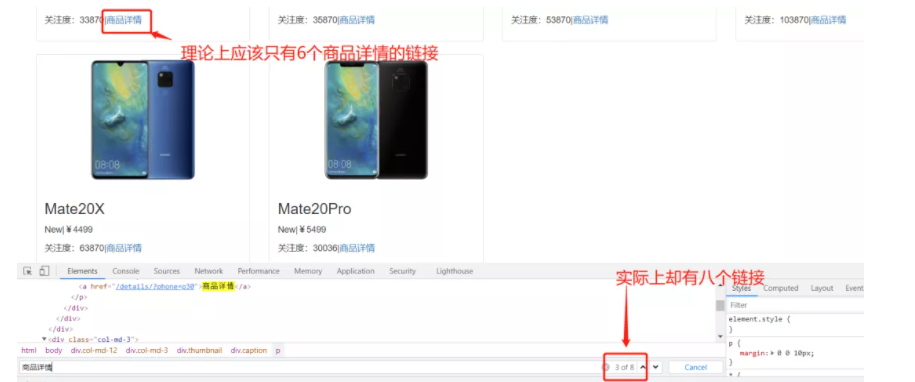 关注度：33870|商品详情
关注度：35870|商品详情
关注度：53870|商品详情
关注度：103870|商品详情
理论上应该只有6个商品详情的链接
08:08
08:08
Mate20X
New|￥4499
关注度：63870|商品详情
Mate20Pro
New|￥5499
关注度：30036|商品详情
实际上却有八个链接
Elements Console Sources Network Performance Memory Application Security Lighthouse
<a href="/details/?phone=p30">商品详情</a>
</p>
</div>
</div>
</div>
▼<div class="col-md-3">
html body div.col-md-12 div.col-md-3 div.thumbnail div.caption p
商品详情
3 of 8
Cancel
Styles Computed Layout Event
Filter
element.style {
}
p {
margin:▶ 0 0 10px;
}